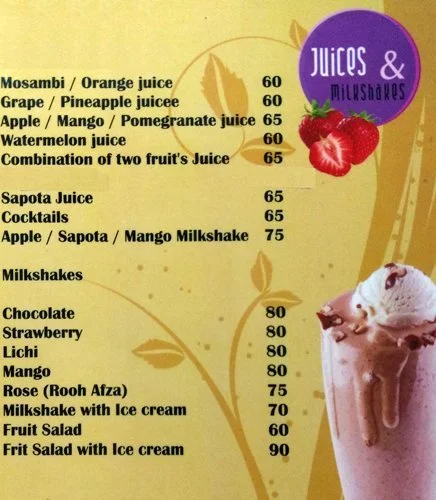 Juices &
Milkshakes
Mosambi / Orange juice 60
Grape / Pineapple juicee 60
Apple / Mango / Pomegranate juice 65
Watermelon juice 60
Combination of two fruit's Juice 65
Sapota Juice 65
Cocktails 65
Apple / Sapota / Mango Milkshake 75
Milkshakes
Chocolate 80
Strawberry 80
Lichi 80
Mango 80
Rose (Rooh Afza) 75
Milkshake with Ice cream 70
Fruit Salad 60
Frit Salad with Ice cream 90